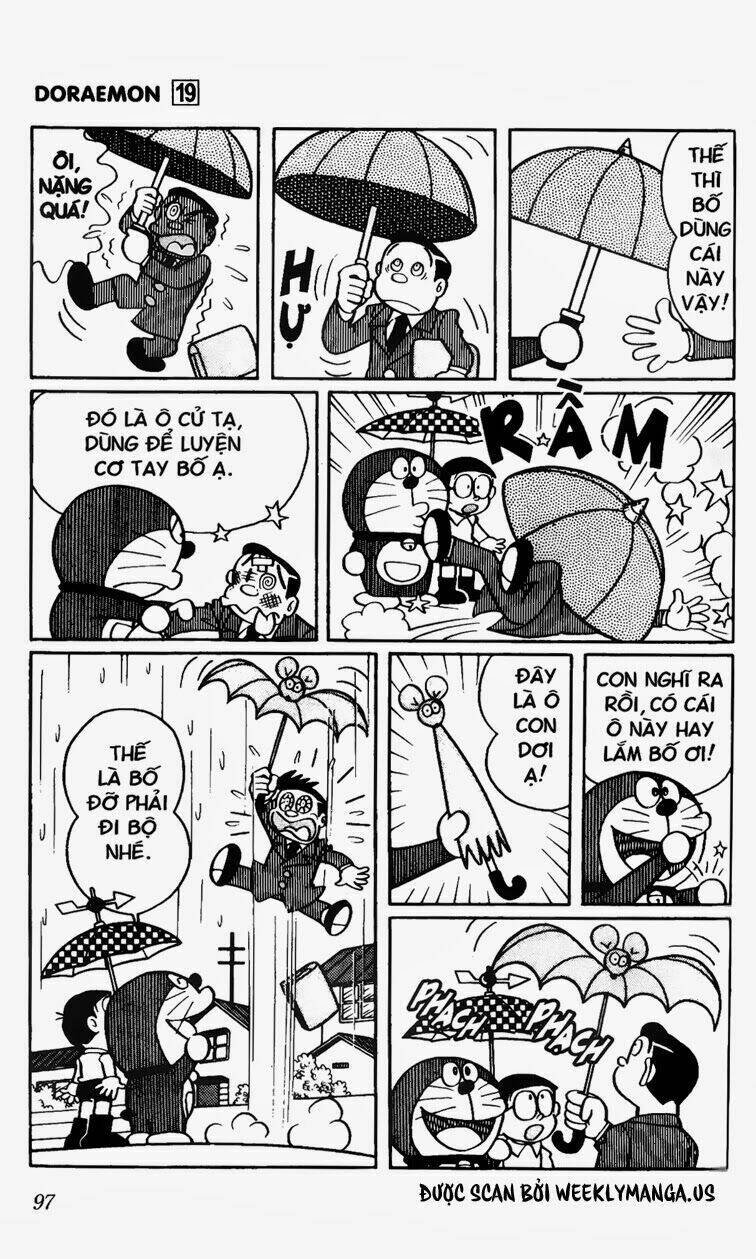 DORAEMON 19
THẾ
THÌ BỐ
DÙNG
CÁI
NÀY
VẬY!
HỰ
ÔI,
NẶNG
QUÁ!
RẦM
ĐÓ LÀ Ô CỬ TẠ,
DÙNG ĐỂ LUYỆN
CƠ TAY BỐ Ạ.
CON NGHĨ RA
RỒI, CÓ CÁI
Ô NÀY HAY
LẮM BỐ ƠI!
ĐÂY
LÀ Ô
CON
DƠI
Ạ!
PHẠCH
PHẠCH
THẾ
LÀ BỐ
ĐỠ PHẢI
ĐI BỘ
NHÉ.
97
ĐƯỢC SCAN BỞI WEEKLYMANGA.US